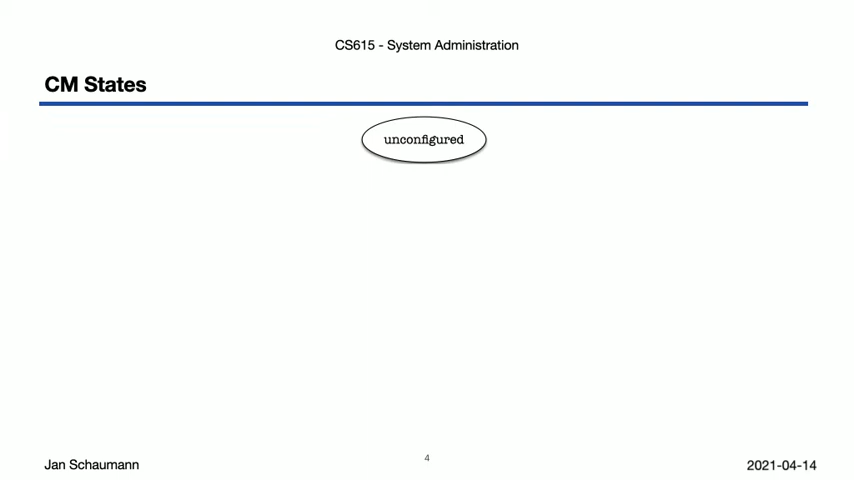 CS615 - System Administration
CM States
unconfigured
Jan Schaumann
4
2021-04-14